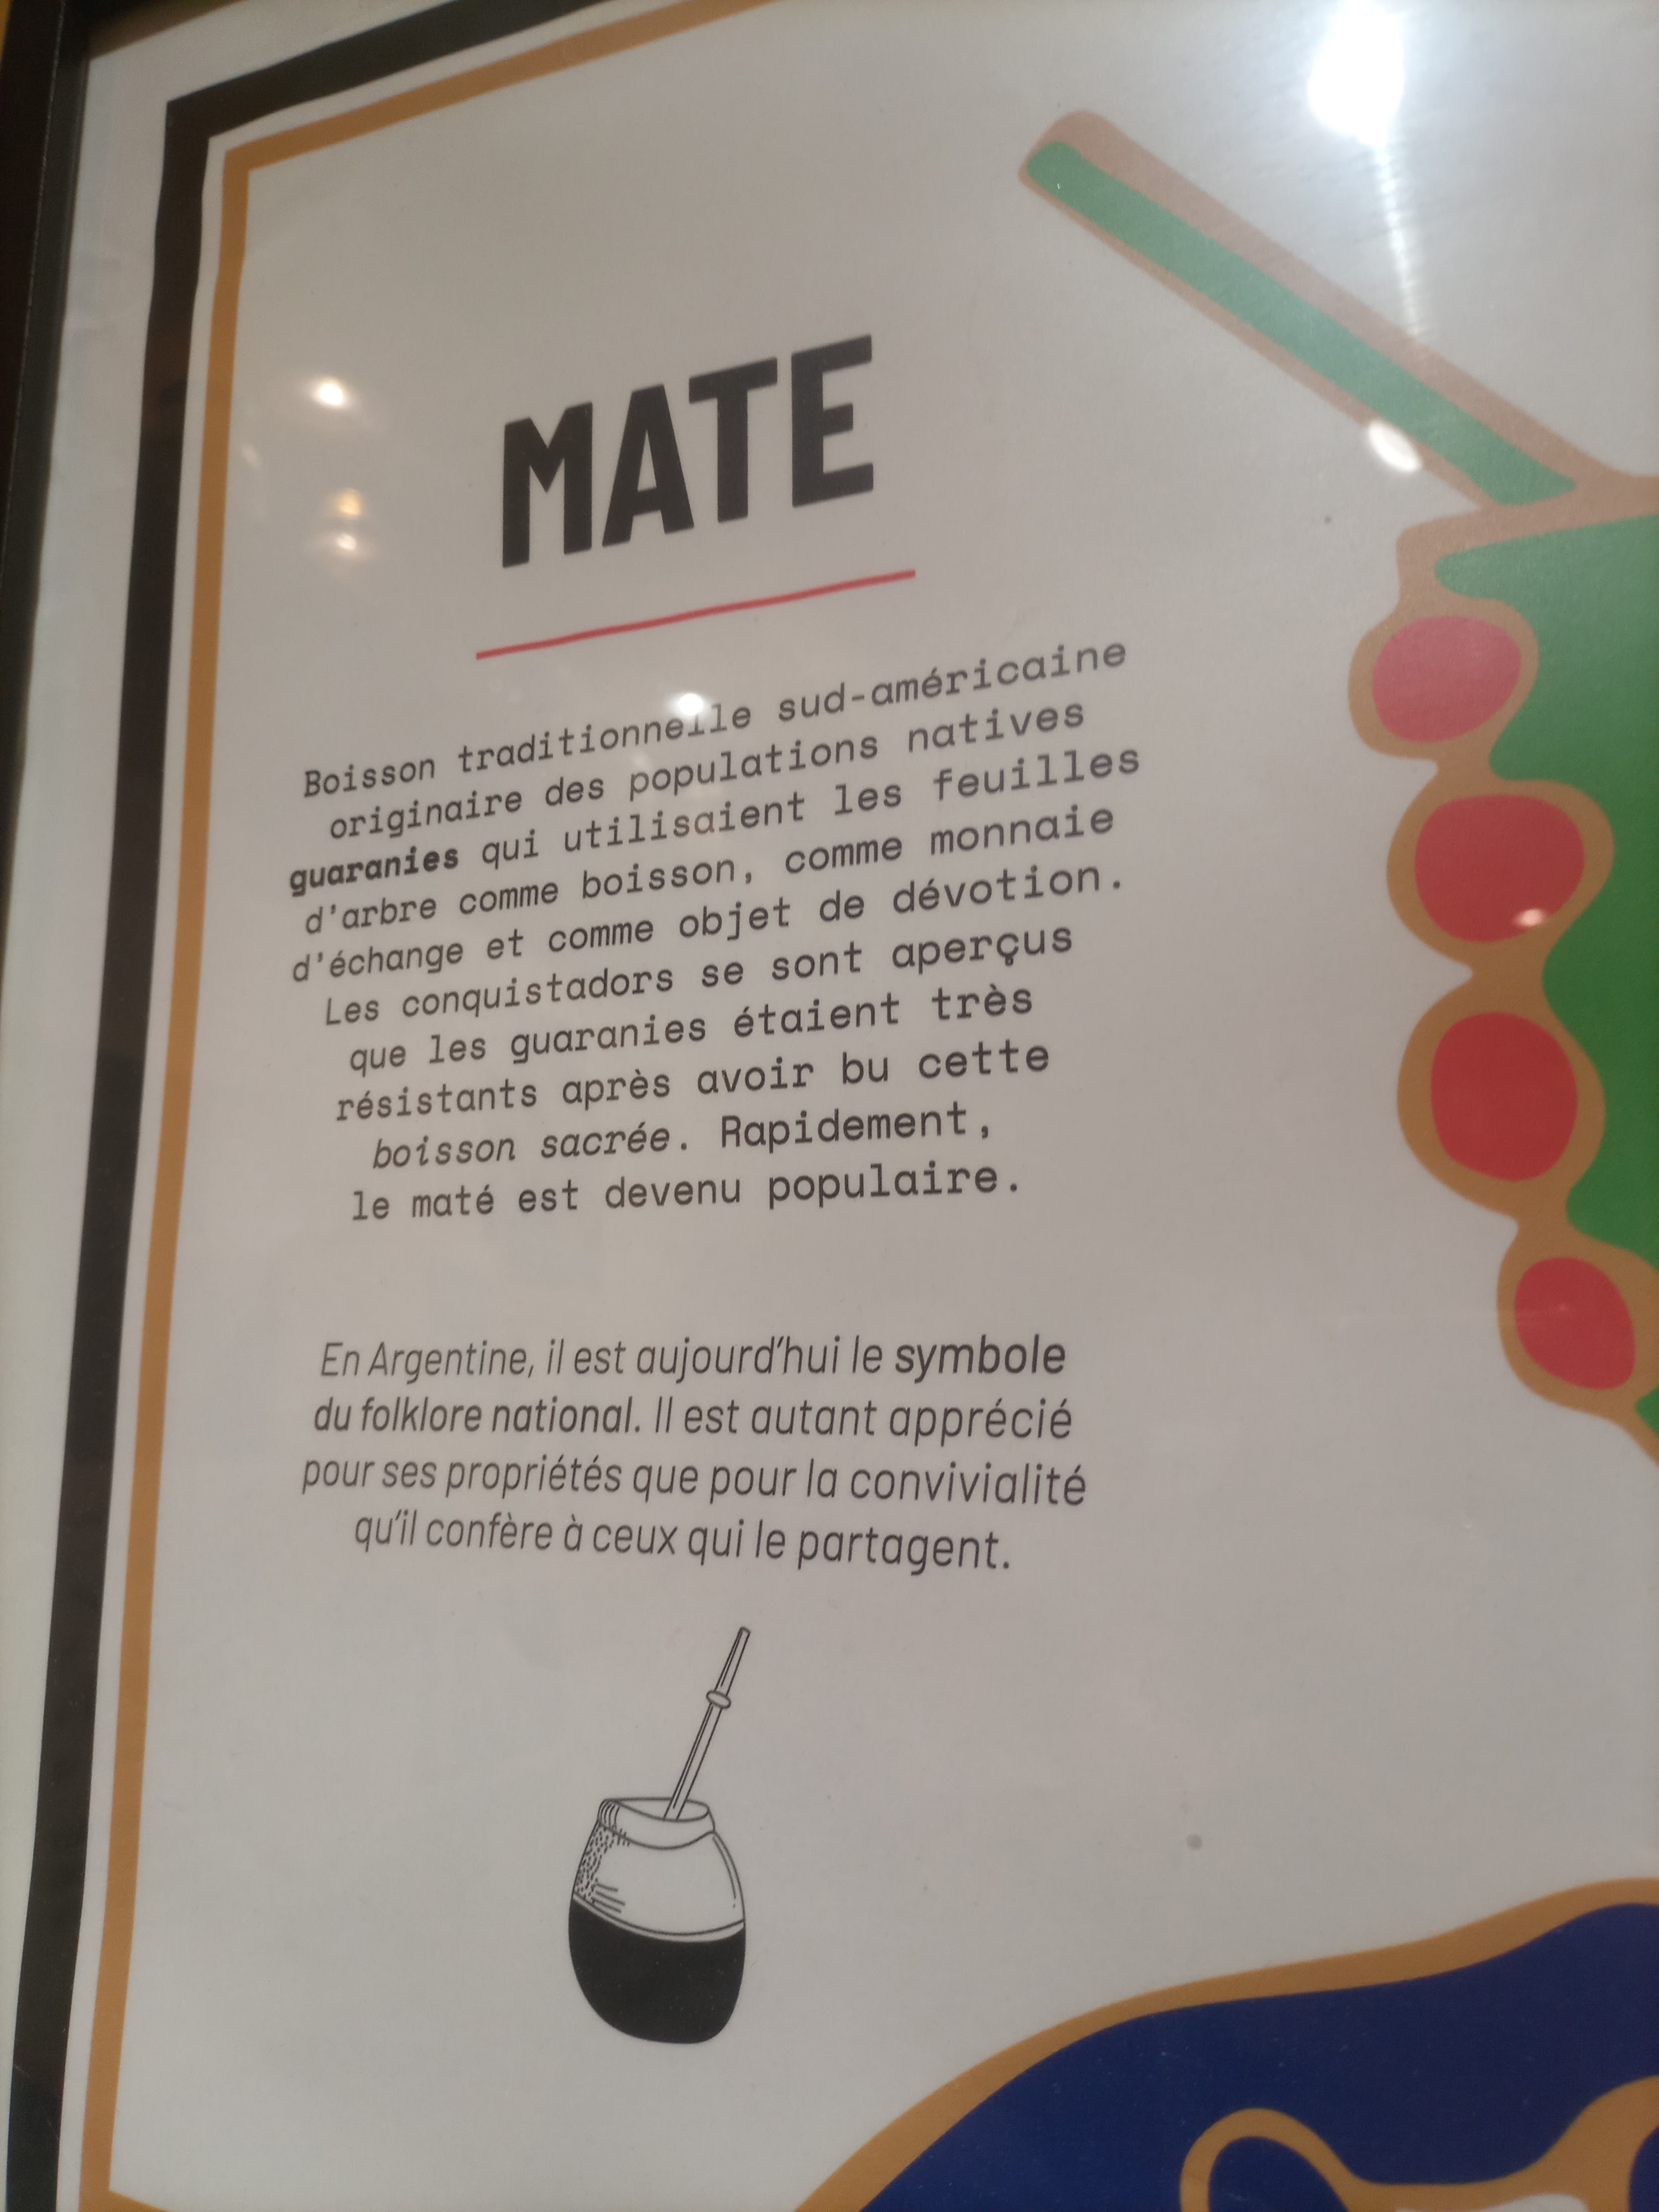 MATE
Boisson traditionnelle sud-américaine
originaire des populations natives
guaranies qui utilisaient les feuilles
d'arbre comme boisson, comme monnaie
d'échange et comme objet de dévotion.
Les conquistadors se sont aperçus
que les guaranies étaient très
résistants après avoir bu cette
boisson sacrée. Rapidement,
le maté est devenu populaire.
En Argentine, il est aujourd'hui le symbole
du folklore national. Il est autant apprécié
pour ses propriétés que pour la convivialité
qu'il confère à ceux qui le partagent.